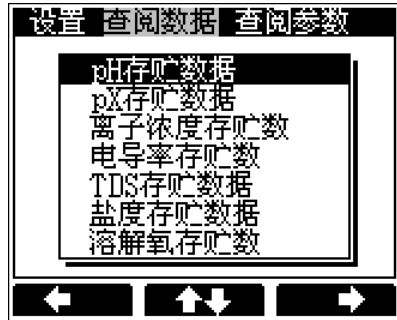 设置 查阅数据 查阅参数
pH存贮数据
pX存贮数据
离子浓度存贮数
电导率存贮数
TDS存贮数据
盐度存贮数据
溶解氧存贮数